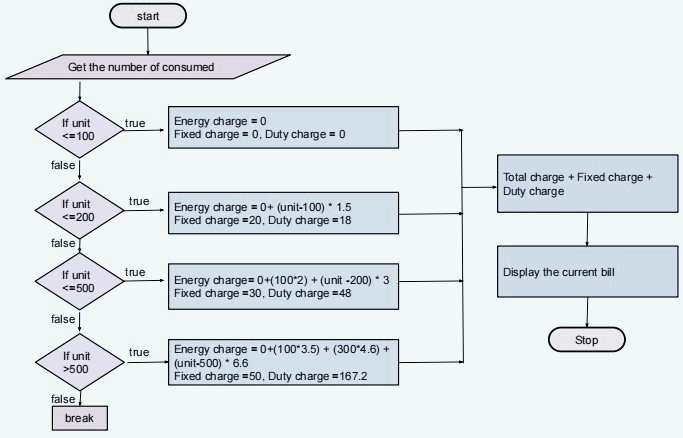 start
Get the number of consumed
If unit
<=100
true
Energy charge = 0
Fixed charge = 0, Duty charge = 0
false
If unit
<=200
true
Energy charge = 0+ (unit-100) * 1.5
Fixed charge =20, Duty charge =18
false
If unit
<=500
true
Energy charge= 0+(100*2) + (unit -200) * 3
Fixed charge =30, Duty charge =48
false
If unit
>500
true
Energy charge = 0+(100*3.5) + (300*4.6) +
(unit-500) * 6.6
Fixed charge =50, Duty charge =167.2
false
break
Total charge + Fixed charge +
Duty charge
Display the current bill
Stop